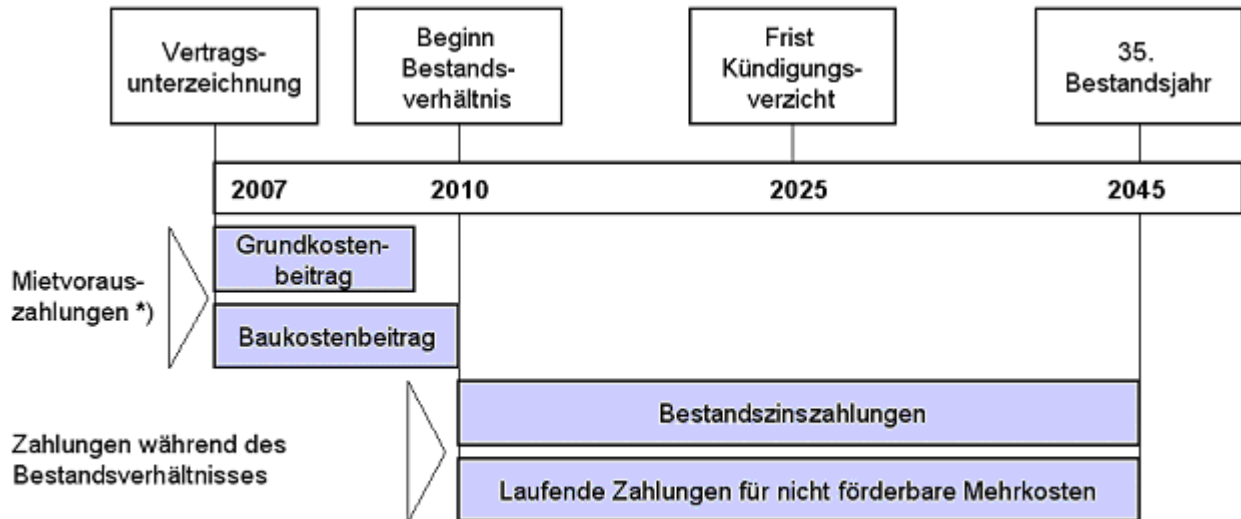 Vertrags-
unterzeichnung
Beginn
Bestands-
verhältnis
Frist
Kündigungs-
verzicht
35.
Bestandsjahr
2007
2010
2025
2045
Mietvoraus-
zahlungen *)
Grundkosten-
beitrag
Baukostenbeitrag
Zahlungen während des
Bestandsverhältnisses
Bestandszinszahlungen
Laufende Zahlungen für nicht förderbare Mehrkosten